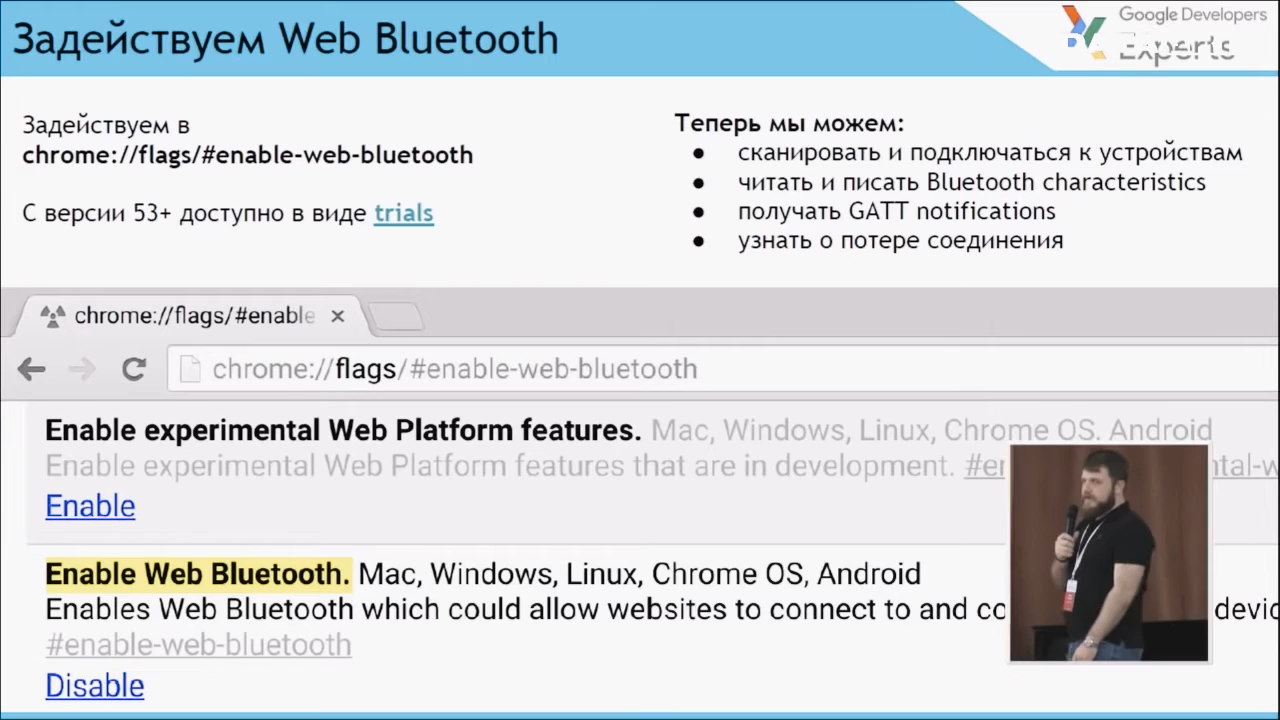 Задействуем Web Bluetooth
Google Developers
Experts
Задействуем в
chrome://flags/#enable-web-bluetooth
С версии 53+ доступно в виде trials
Теперь мы можем:
● сканировать и подключаться к устройствам
● читать и писать Bluetooth characteristics
● получать GATT notifications
● узнать о потере соединения
chrome://flags/#enable
chrome://flags/#enable-web-bluetooth
Enable experimental Web Platform features. Mac, Windows, Linux, Chrome OS, Android
Enable experimental Web Platform features that are in development.
Enable
Enable Web Bluetooth. Mac, Windows, Linux, Chrome OS, Android
Enables Web Bluetooth which could allow websites to connect to and
#enable-web-bluetooth
Disable